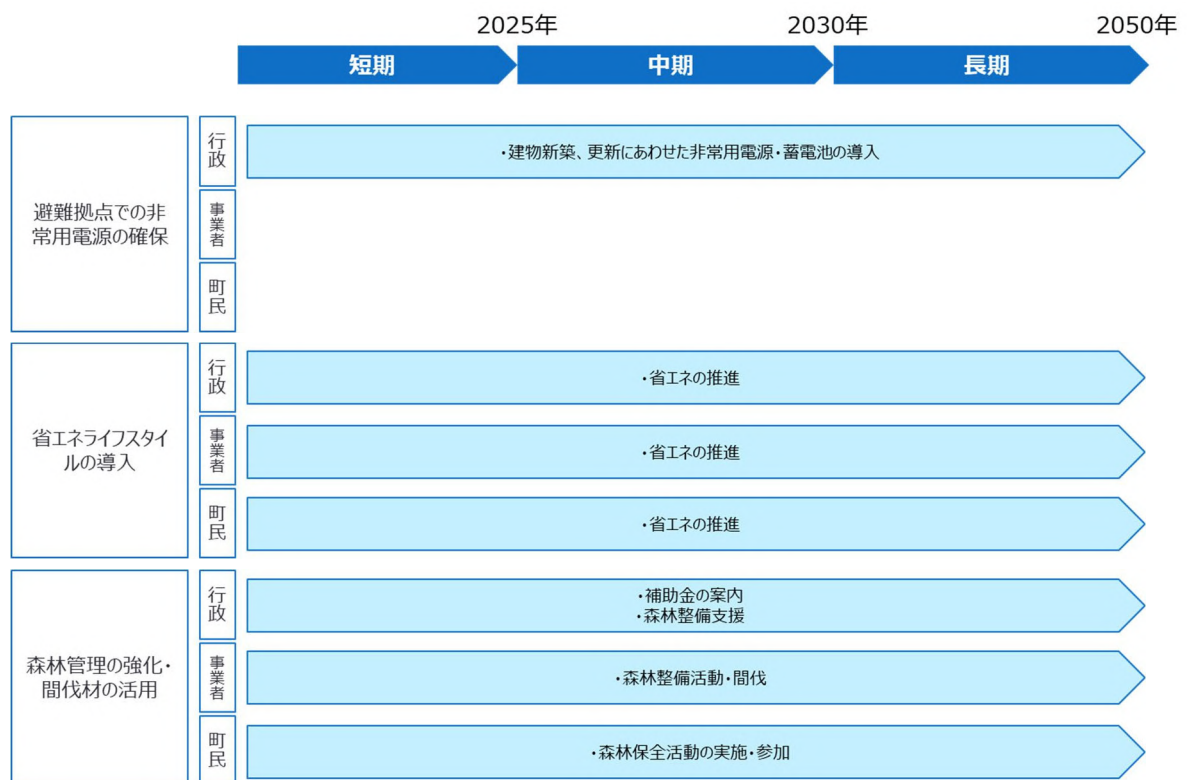 2025年
2030年
2050年
短期
中期
長期
避難拠点での非
常用電源の確保
行政
・建物新築、更新にあわせた非常用電源・蓄電池の導入
事業者
町民
省エネライフスタイ
ルの導入
行政
・省エネの推進
事業者
・省エネの推進
町民
・省エネの推進
森林管理の強化・
間伐材の活用
行政
・補助金の案内
・森林整備支援
事業者
・森林整備活動・間伐
町民
・森林保全活動の実施・参加